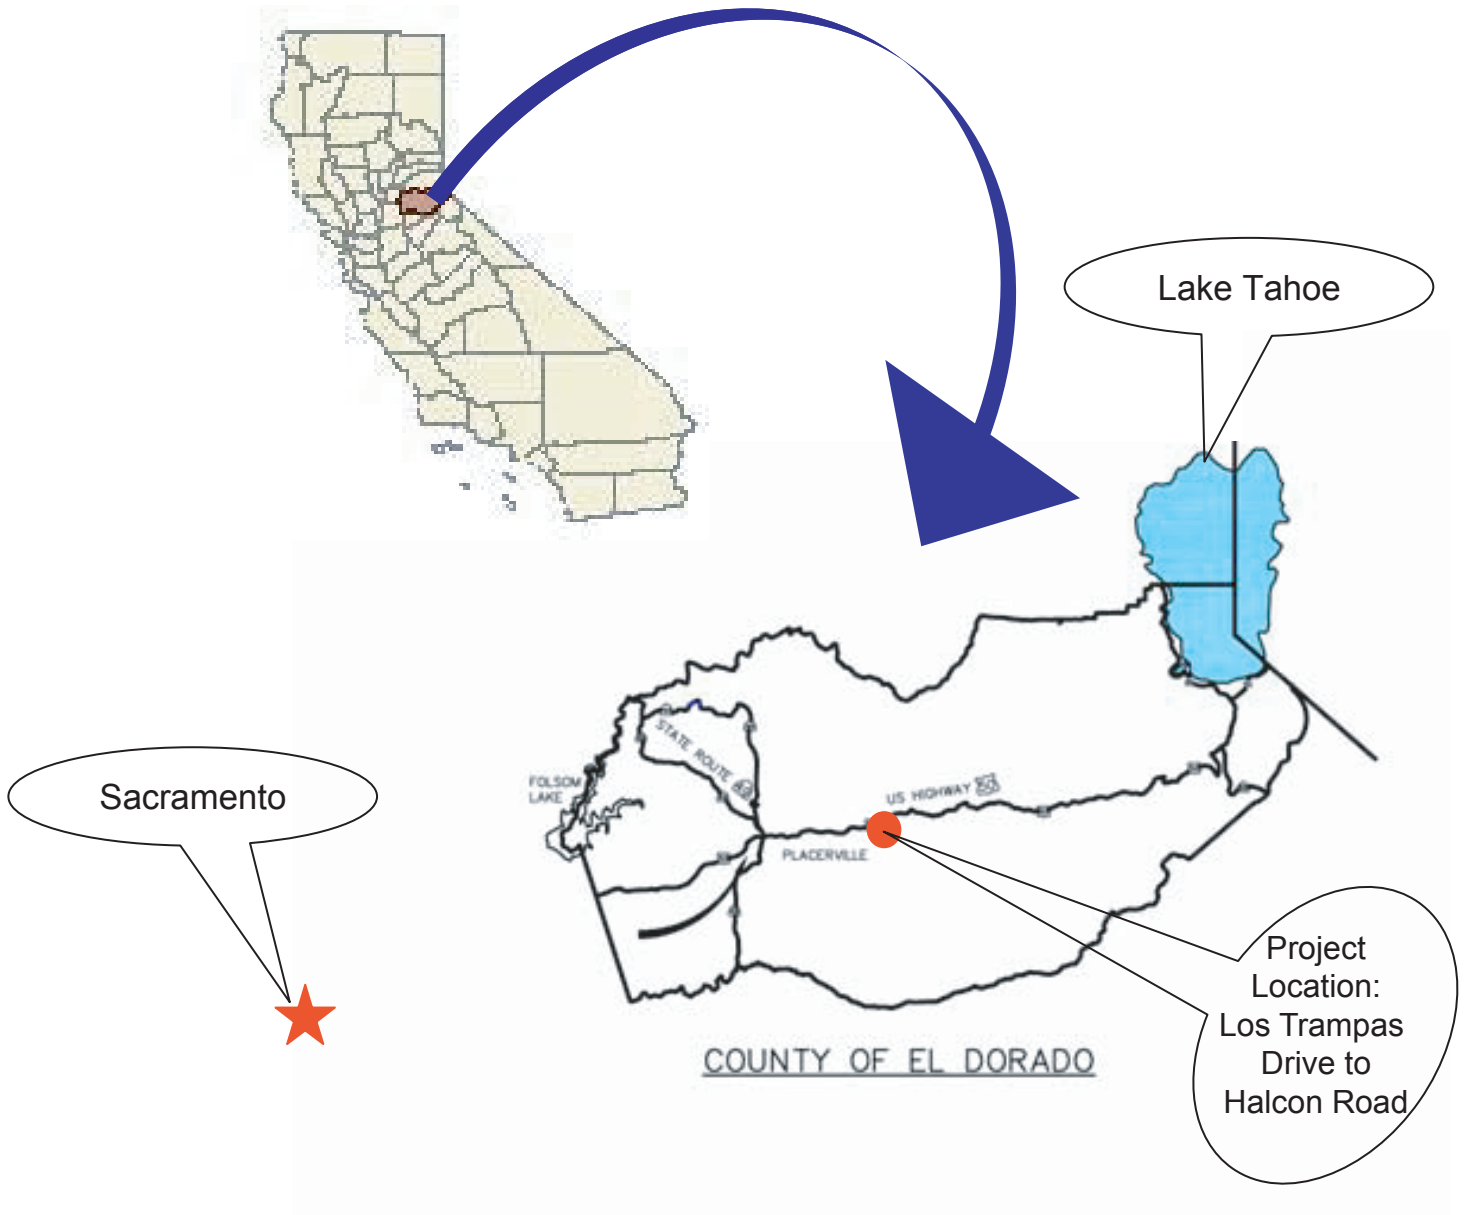 Lake Tahoe
STATE ROUTE
FOLSOM
LAKE
US HIGHWAY
Sacramento
PLACERVILLE
Project
Location:
Los Trampas
Drive to
Halcon Road
COUNTY OF EL DORADO